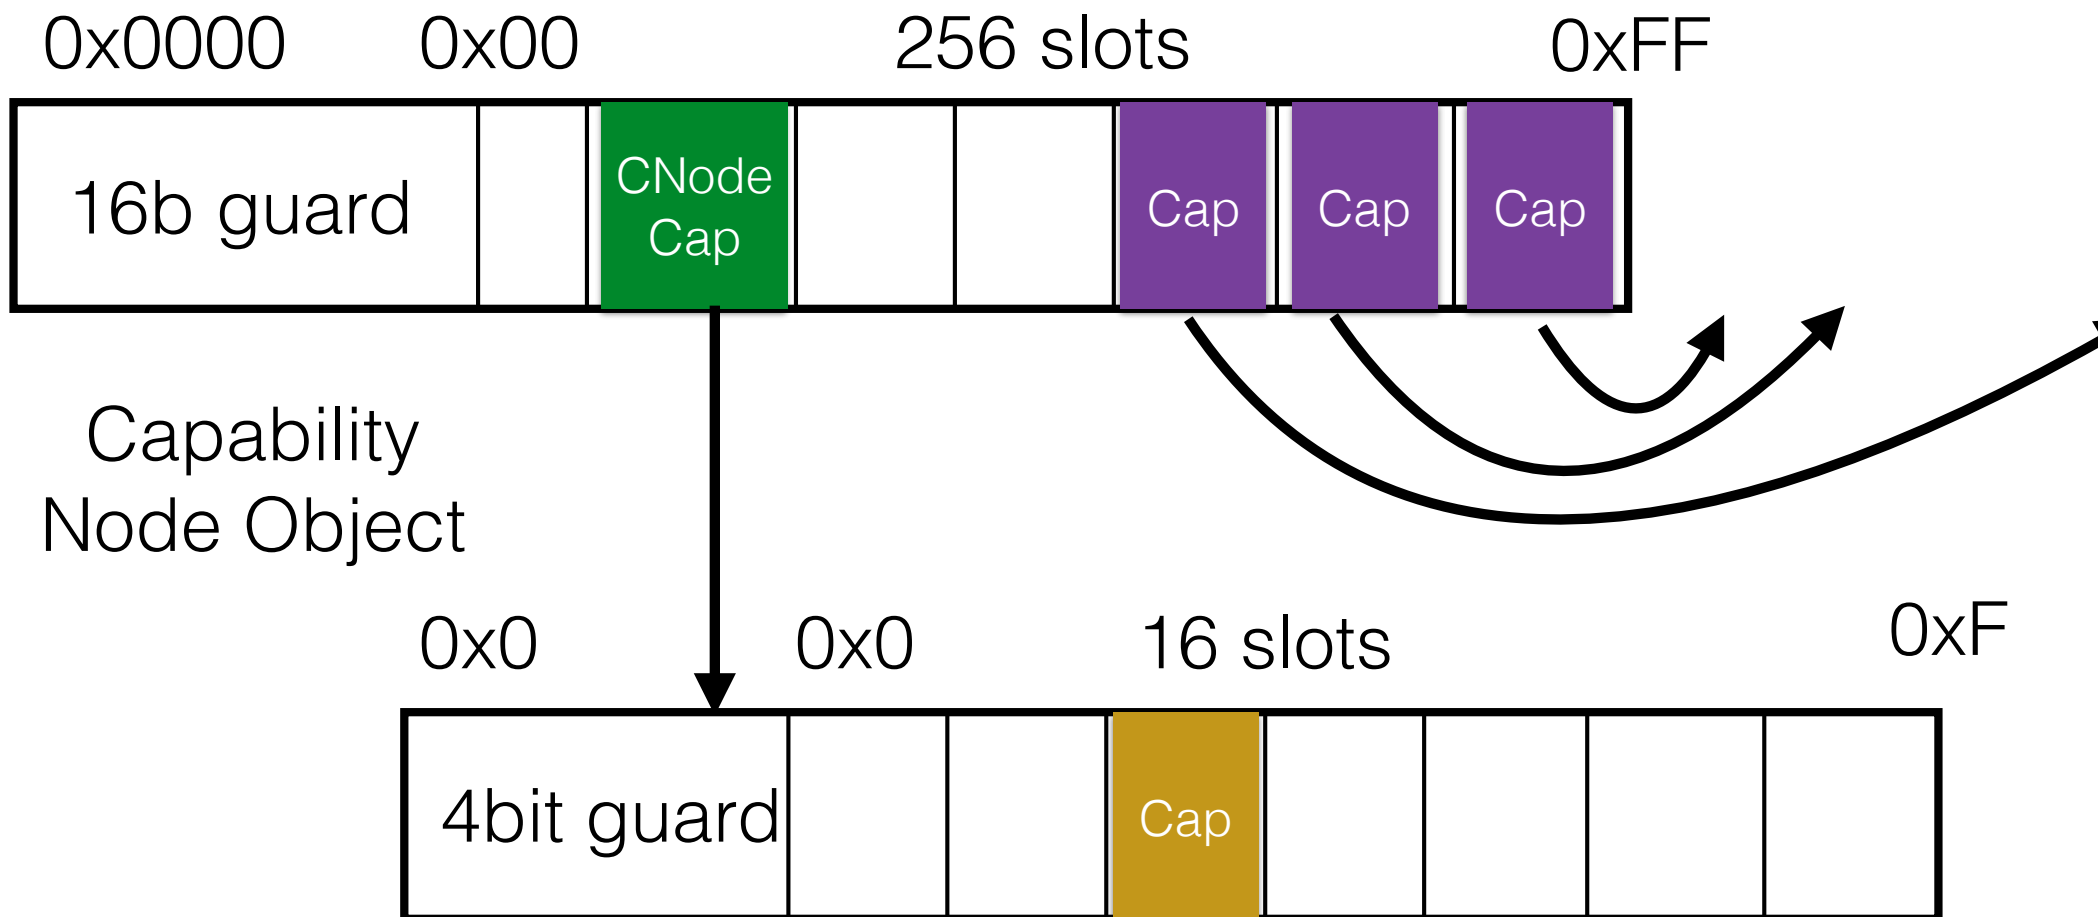 0x0000 0x00 256 slots 0xFF
16b guard
CNode
Cap
Cap Cap Cap
Capability
Node Object
0x0 0x0 16 slots 0xF
4bit guard Cap